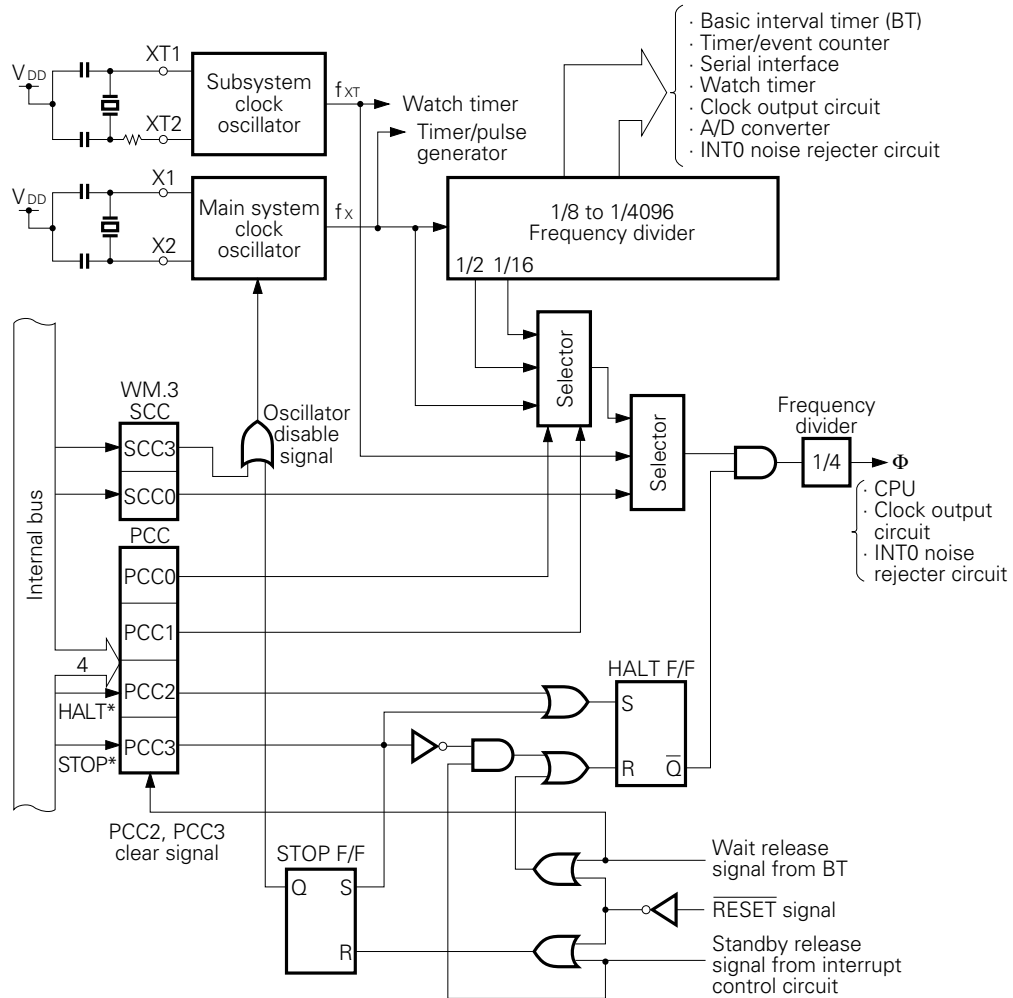 · Basic interval timer (BT)
· Timer/event counter
· Serial interface
· Watch timer
· Clock output circuit
· A/D converter
· INT0 noise rejecter circuit
VDD
XT1
XT2
Subsystem
clock
oscillator
fXT
Watch timer
Timer/pulse
generator
VDD
X1
X2
Main system
clock
oscillator
fX
1/8 to 1/4096
Frequency divider
1/2 1/16
Selector
Selector
Internal bus
WM.3
SCC
SCC3
SCC0
Oscillator
disable
signal
Frequency
divider
1/4
Φ
· CPU
· Clock output
circuit
· INT0 noise
rejecter circuit
PCC
PCC0
PCC1
PCC2
PCC3
4
HALT*
STOP*
HALT F/F
S
R
Q̅
PCC2, PCC3
clear signal
STOP F/F
Q
S
R
Wait release
signal from BT
R̅E̅S̅E̅T̅ signal
Standby release
signal from interrupt
control circuit